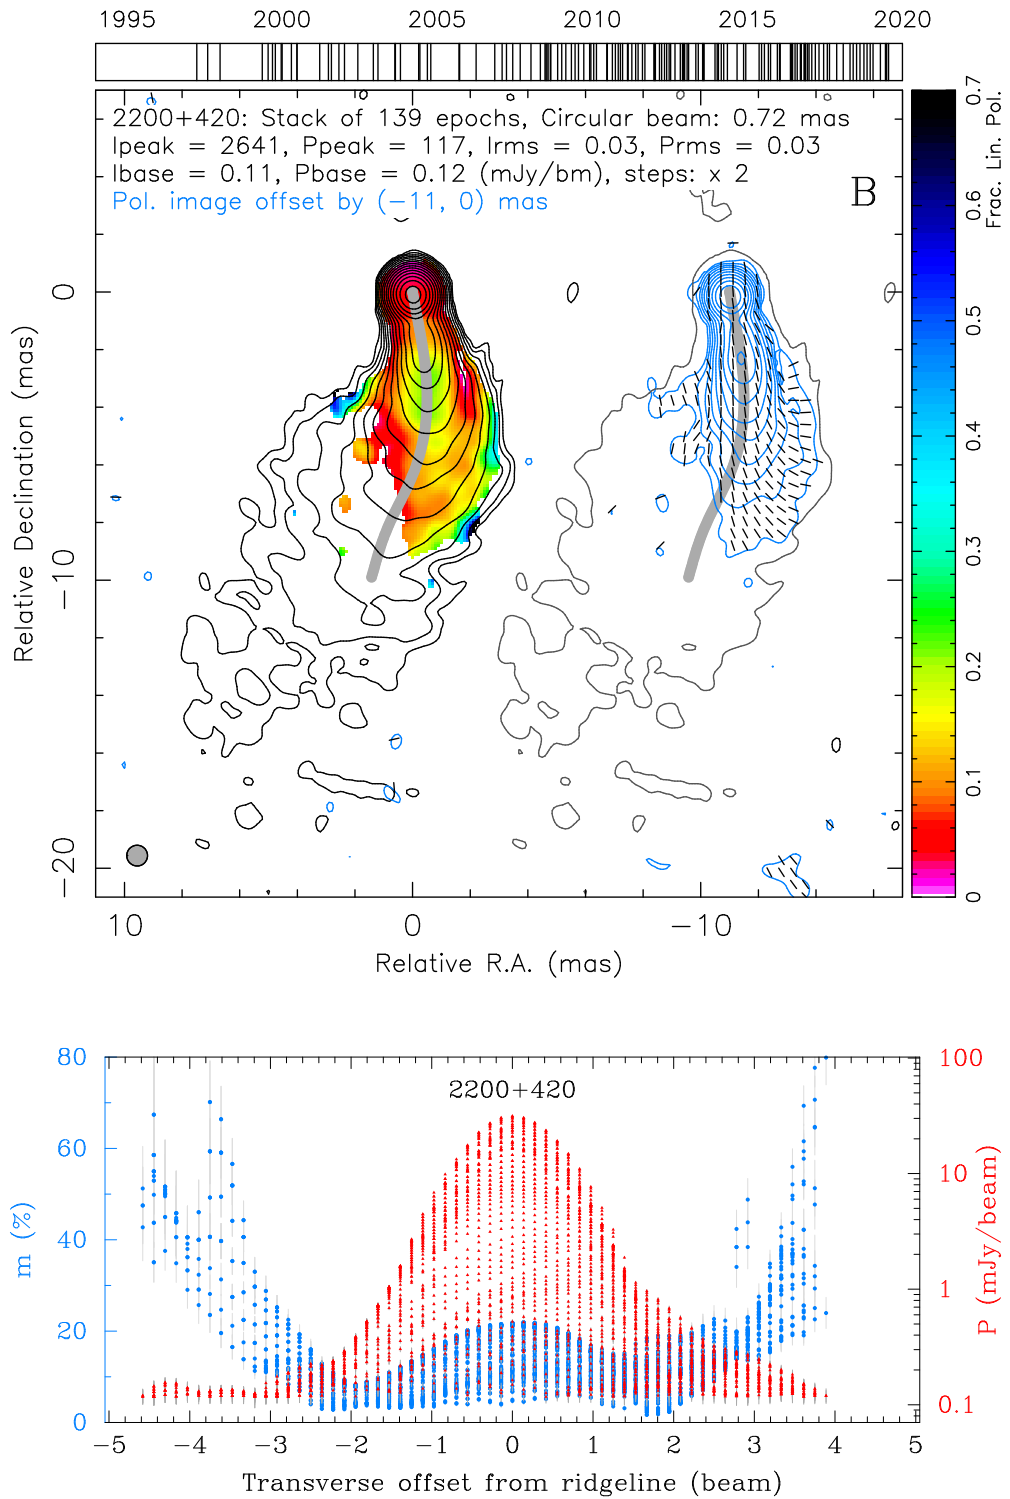 1995 2000 2005 2010 2015 2020
2200+420: Stack of 139 epochs, Circular beam: 0.72 mas
Ipeak = 2641, Ppeak = 117, Irms = 0.03, Prms = 0.03
Ibase = 0.11, Pbase = 0.12 (mJy/bm), steps: x 2
Pol. image offset by (−11, 0) mas
B
0
−10
−20
Relative Declination (mas)
10 0 −10
Relative R.A. (mas)
0 0.1 0.2 0.3 0.4 0.5 0.6 0.7
Frac. Lin. Pol.
2200+420
80
60
40
20
0
m (%)
100
10
1
0.1
P (mJy/beam)
−5 −4 −3 −2 −1 0 1 2 3 4 5
Transverse offset from ridgeline (beam)